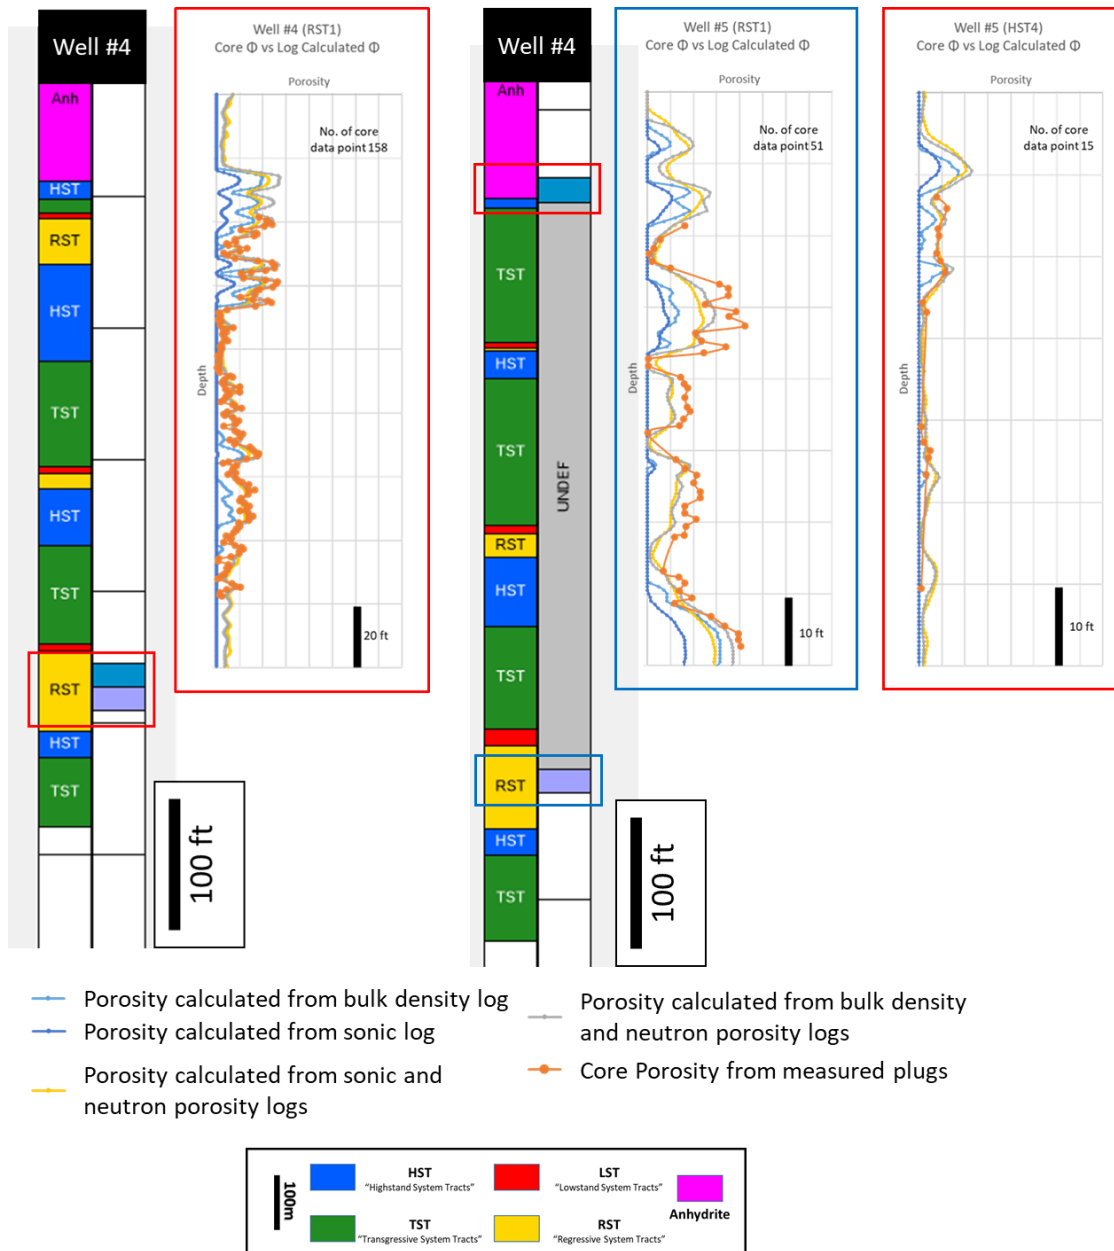 Well #4
Anh
HST
RST
HST
TST
HST
TST
RST
HST
TST
100 ft
Well #4 (RST1)
Core Φ vs Log Calculated Φ
Porosity
No. of core
data point 158
Depth
20 ft
Well #4
Anh
TST
HST
TST
RST
HST
TST
RST
HST
TST
UNDEF
100 ft
Well #5 (RST1)
Core Φ vs Log Calculated Φ
Porosity
No. of core
data point 51
Depth
10 ft
Well #5 (HST4)
Core Φ vs Log Calculated Φ
Porosity
No. of core
data point 15
Depth
10 ft
Porosity calculated from bulk density log
Porosity calculated from sonic log
Porosity calculated from sonic and
neutron porosity logs
Porosity calculated from bulk density
and neutron porosity logs
Core Porosity from measured plugs
100m
HST
"Highstand System Tracts"
LST
"Lowstand System Tracts"
Anhydrite
TST
"Transgressive System Tracts"
RST
"Regressive System Tracts"